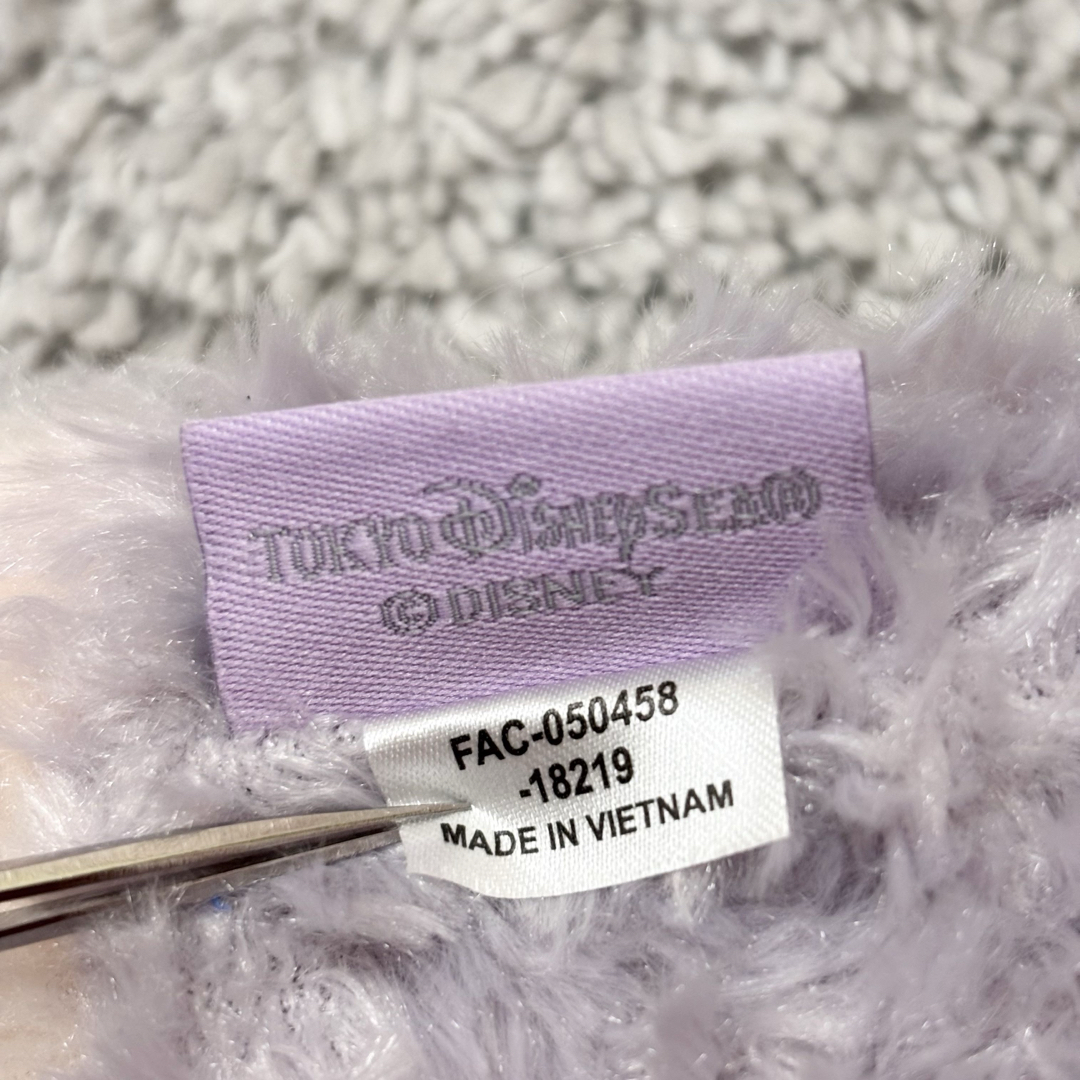 TOKYO DISNEYSEA®
© DISNEY
FAC-050458
-18219
MADE IN VIETNAM